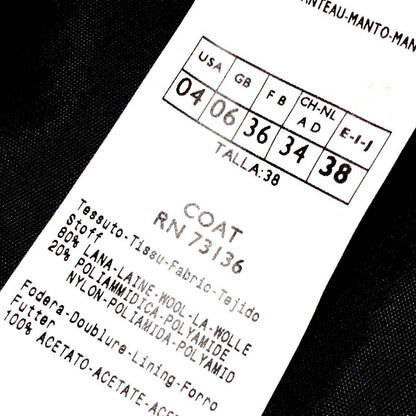 ANTEAU-MANTO-MAN
USA GB F B CH-NL A D E-I-J
04 06 36 34 38
TALLA:38
COAT
RN 73136
Tessuto-Tissu-Fabric-Tejido
Stoff
80% LANA-LAINE-WOOL-LA-WOLLE
20% POLIAMMIDICA-POLYAMIDE
NYLON-POLIAMIDA-POLYAMID
Fodera-Doublure-Lining-Forro
Futter
100% ACETATO-ACETATE-ACET